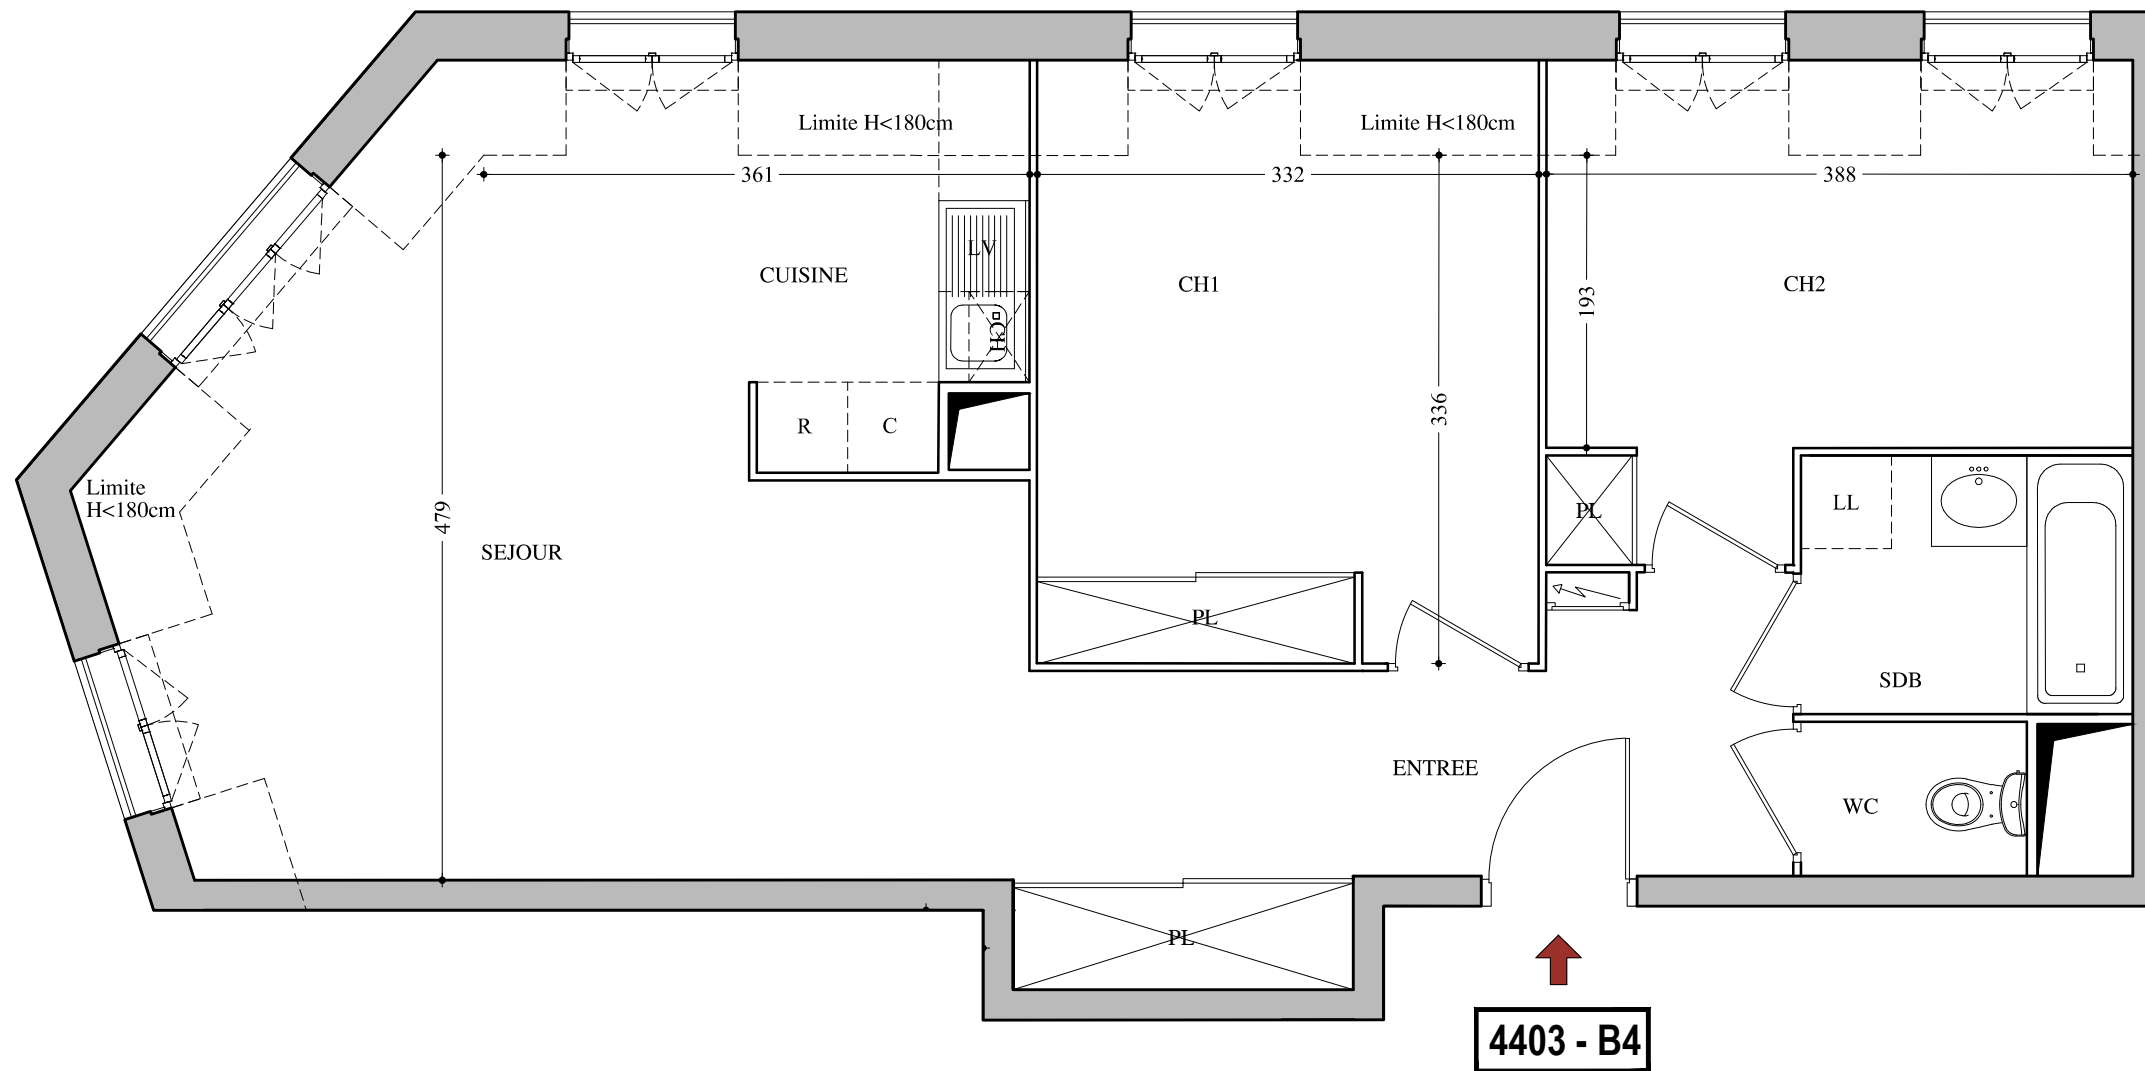 Limite H<180cm
Limite H<180cm
361
332
388
CUISINE
LV
CH
CH1
CH2
193
336
R
C
Limite
H<180cm
479
SEJOUR
PL
LL
PL
SDB
ENTREE
WC
PL
4403 - B4